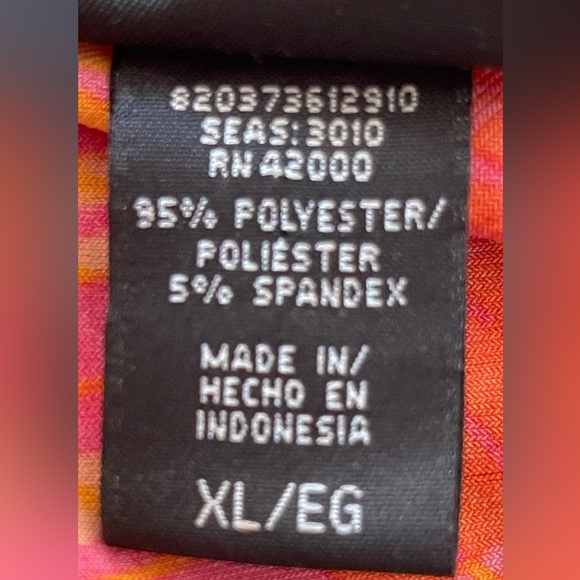 820373612910
SEAS:3010
RN 42000
95% POLYESTER/
POLIÉSTER
5% SPANDEX
MADE IN/
HECHO EN
INDONESIA
XL/EG